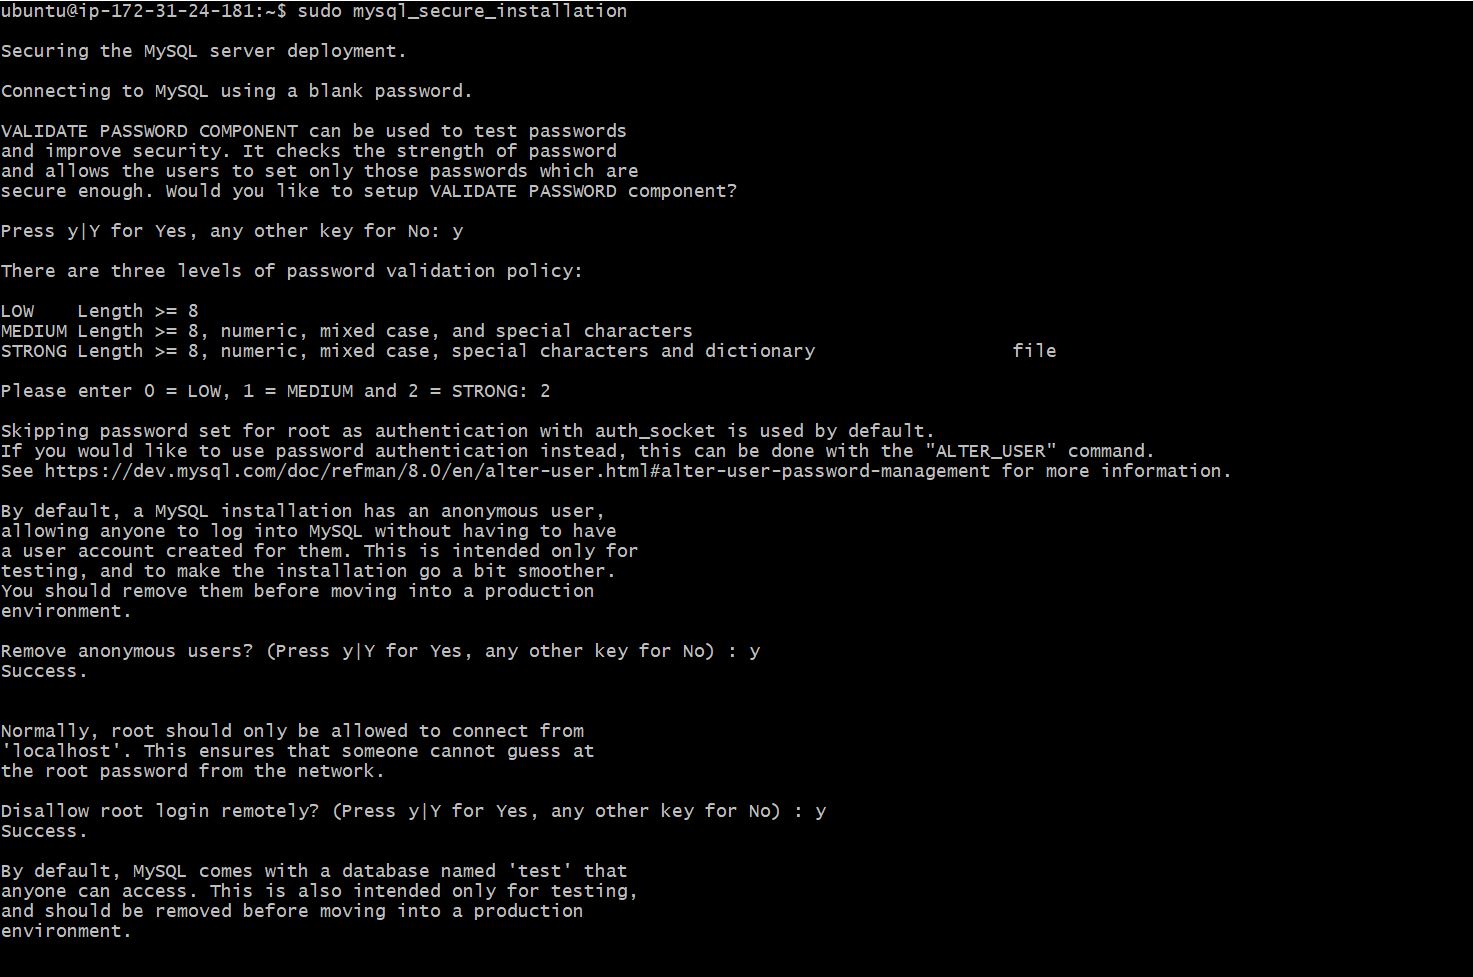 ubuntu@ip-172-31-24-181:~$ sudo mysql_secure_installation
Securing the MySQL server deployment.
Connecting to MySQL using a blank password.
VALIDATE PASSWORD COMPONENT can be used to test passwords
and improve security. It checks the strength of password
and allows the users to set only those passwords which are
secure enough. Would you like to setup VALIDATE PASSWORD component?
Press y|Y for Yes, any other key for No: y
There are three levels of password validation policy:
LOW    Length >= 8
MEDIUM Length >= 8, numeric, mixed case, and special characters
STRONG Length >= 8, numeric, mixed case, special characters and dictionary                  file
Please enter 0 = LOW, 1 = MEDIUM and 2 = STRONG: 2
Skipping password set for root as authentication with auth_socket is used by default.
If you would like to use password authentication instead, this can be done with the "ALTER_USER" command.
See https://dev.mysql.com/doc/refman/8.0/en/alter-user.html#alter-user-password-management for more information.
By default, a MySQL installation has an anonymous user,
allowing anyone to log into MySQL without having to have
a user account created for them. This is intended only for
testing, and to make the installation go a bit smoother.
You should remove them before moving into a production
environment.
Remove anonymous users? (Press y|Y for Yes, any other key for No) : y
Success.
Normally, root should only be allowed to connect from
'localhost'. This ensures that someone cannot guess at
the root password from the network.
Disallow root login remotely? (Press y|Y for Yes, any other key for No) : y
Success.
By default, MySQL comes with a database named 'test' that
anyone can access. This is also intended only for testing,
and should be removed before moving into a production
environment.